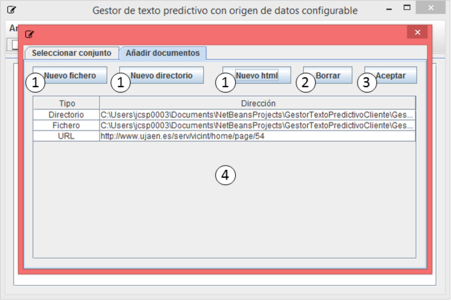 Gestor de texto predictivo con origen de datos configurable
Seleccionar conjunto Añadir documentos
Nuevo fichero Nuevo directorio Nuevo html Borrar Aceptar
1 1 1 2 3
Tipo Dirección
Directorio C:\Users\jcsp0003\Documents\NetBeansProjects\GestorTextoPredictivoCliente\Ges...
Fichero C:\Users\jcsp0003\Documents\NetBeansProjects\GestorTextoPredictivoCliente\Ges...
URL http://www.ujaen.es/serv/vicint/home/page/54
4